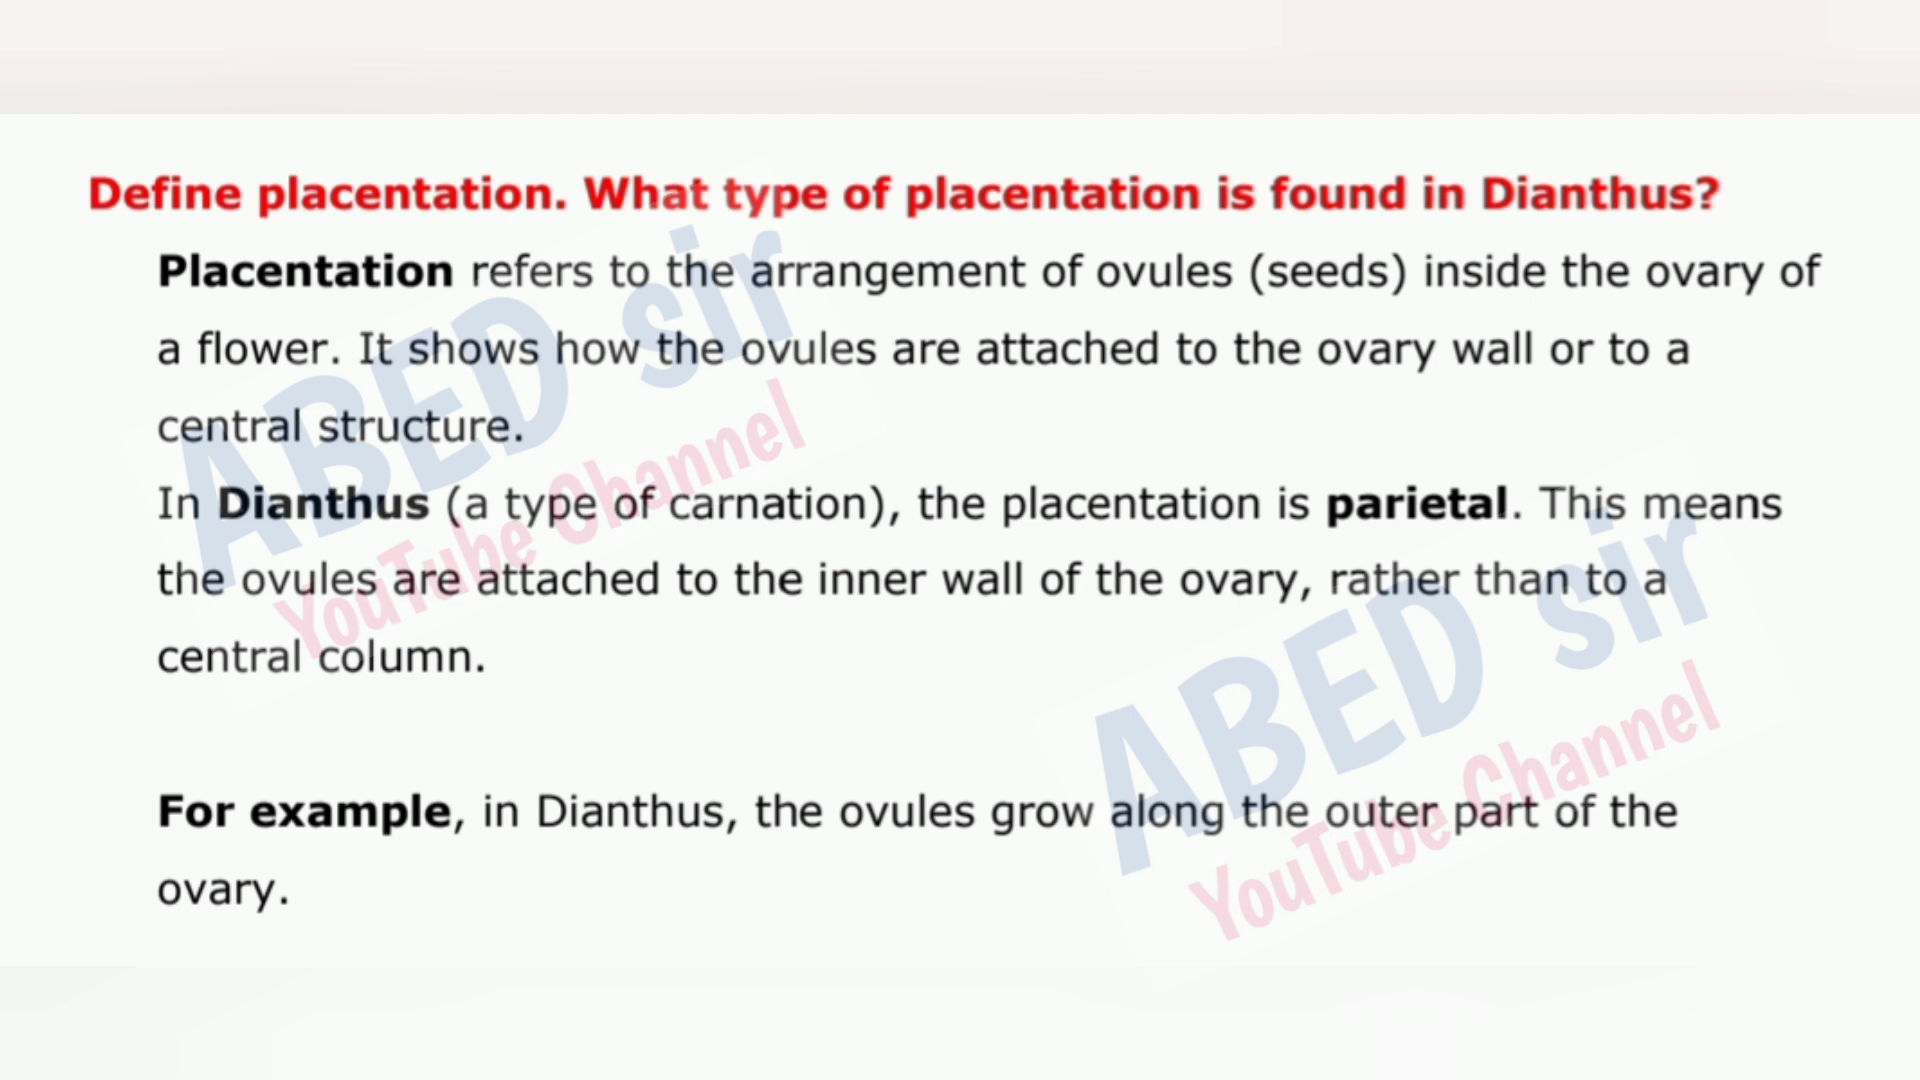 Define placentation. What type of placentation is found in Dianthus?
Placentation refers to the arrangement of ovules (seeds) inside the ovary of
a flower. It shows how the ovules are attached to the ovary wall or to a
central structure.
In Dianthus (a type of carnation), the placentation is parietal. This means
the ovules are attached to the inner wall of the ovary, rather than to a
central column.
For example, in Dianthus, the ovules grow along the outer part of the
ovary.
ABED sir
YouTube Channel
ABED sir
YouTube Channel